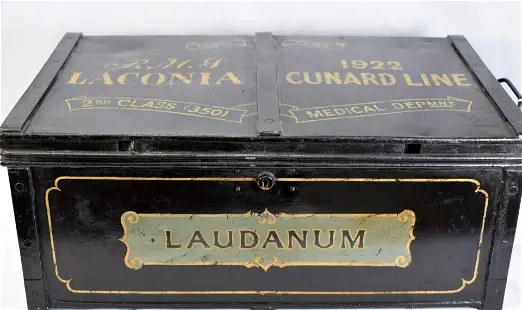 R.M.S
LACONIA
2ND CLASS (350)
1922
CUNARD LINE
MEDICAL DEPMNT
LAUDANUM